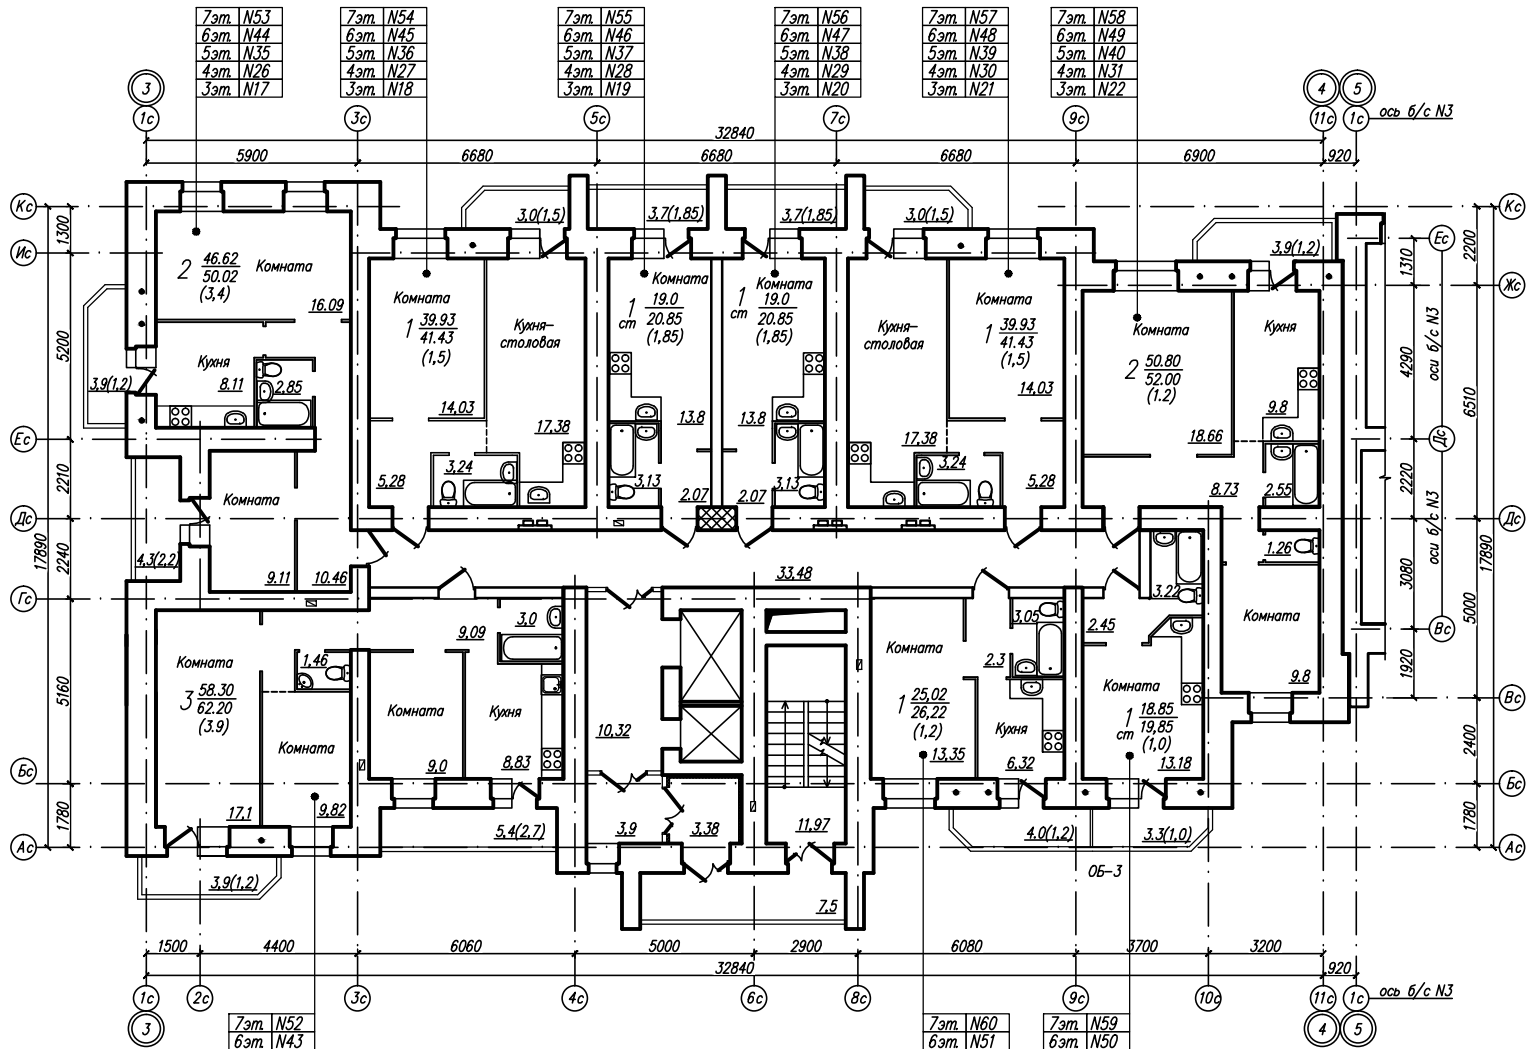 7эт. N53
6эт. N44
5эт. N35
4эт. N26
3эт. N17
7эт. N54
6эт. N45
5эт. N36
4эт. N27
3эт. N18
7эт. N55
6эт. N46
5эт. N37
4эт. N28
3эт. N19
7эт. N56
6эт. N47
5эт. N38
4эт. N29
3эт. N20
7эт. N57
6эт. N48
5эт. N39
4эт. N30
3эт. N21
7эт. N58
6эт. N49
5эт. N40
4эт. N31
3эт. N22
3 4 5
1с 3с 5с 7с 9с 11с 1с ось б/с N3
32840
5900 6680 6680 6680 6900 920
Кс
Ис
Ес
Дс
Гс
Бс
Ас
1300
5200
2210
2240
5160
1780
17890
Кс
Жс
Дс
Вс
Бс
Ас
2200
6510
5000
2400
1780
17890
Ес
Дс
Вс
1310
4290
2220
3080
1920
оси б/с N3
оси б/с N3
2
46.62
50.02
(3,4)
Комната
16.09
Кухня
8.11
2.85
3,9(1,2)
Комната
9.11
10.46
4,3(2,2)
3,0(1,5)
Комната
1
39.93
41.43
(1,5)
14,03
Кухня-
столовая
17,38
3,24
5,28
3,7(1,85)
Комната
1
ст
19.0
20.85
(1,85)
13.8
3,13
2.07
3,7(1,85)
Комната
1
ст
19.0
20.85
(1,85)
13.8
3,13
2.07
3,0(1,5)
Кухня-
столовая
17,38
3,24
Комната
1
39.93
41.43
(1,5)
14,03
5,28
3,9(1,2)
Комната
2
50.80
52.00
(1.2)
18.66
Кухня
9.8
8.73
2.55
1.26
Комната
9.8
33,48
Комната
3
58.30
62.20
(3.9)
17.1
1,46
Комната
9.82
9.09
3,0
Комната
9.0
Кухня
8.83
5,4(2,7)
3,9(1,2)
10,32
3.9
3,38
11,97
7,5
Комната
1
25,02
26,22
(1,2)
13,35
3,05
2.3
Кухня
6.32
4.0(1,2)
3,22
2.45
Комната
1
ст
18.85
19,85
(1,0)
13.18
3.3(1,0)
ОБ-3
1500 4400 6060 5000 2900 6080 3700 3200
32840 920
1с 2с 3с 4с 6с 8с 9с 10с 11с 1с ось б/с N3
3 4 5
7эт. N52
6эт. N43
7эт. N60
6эт. N51
7эт. N59
6эт. N50